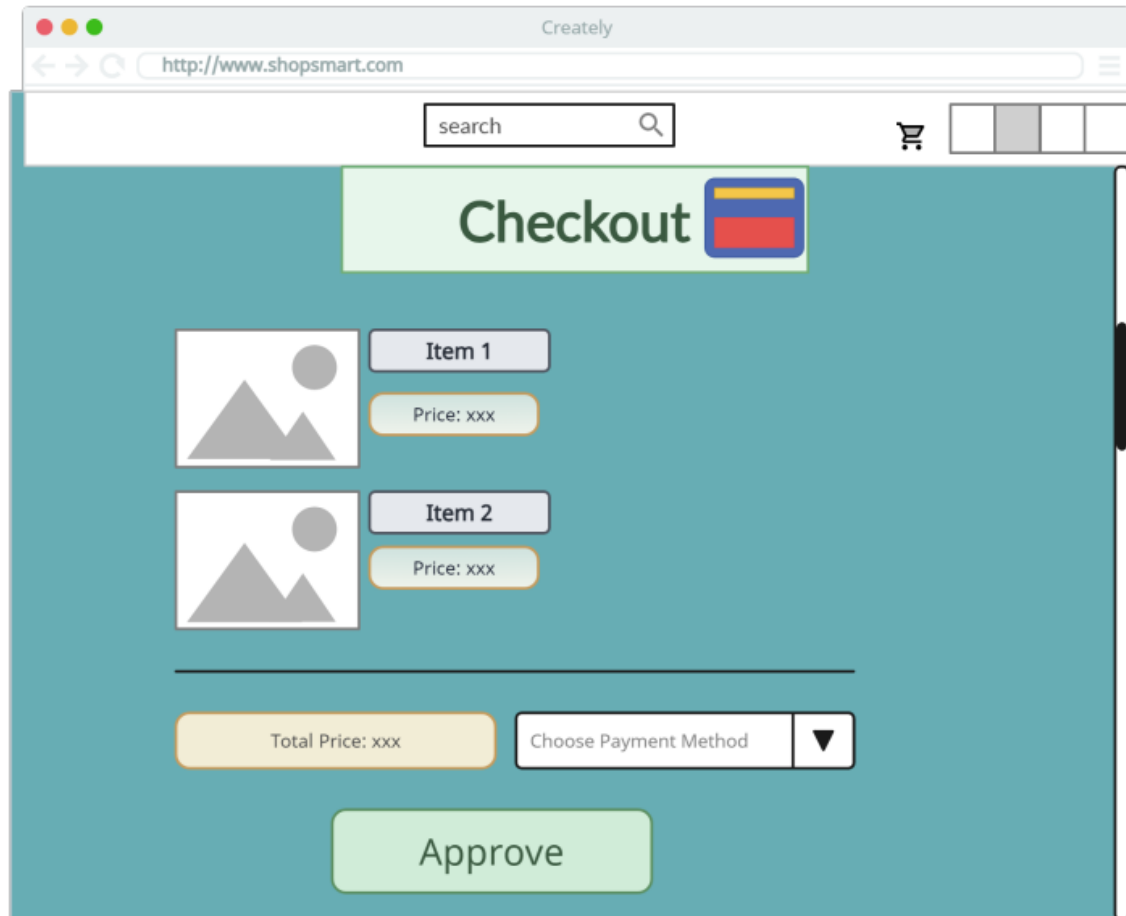 Creately
http://www.shopsmart.com
search
Checkout
Item 1
Price: xxx
Item 2
Price: xxx
Total Price: xxx
Choose Payment Method
Approve